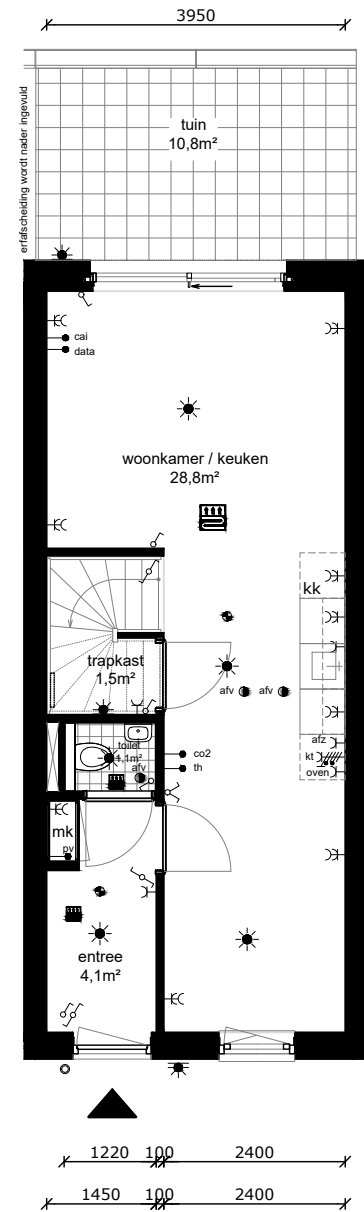 3950
erfafscheiding wordt nader ingevuld
tuin
10,8m²
cai
data
woonkamer / keuken
28,8m²
kk
trapkast
1,5m²
afv afv
toilet
1,1m²
afv
co2
th
afz
kt
oven
mk
pv
entree
4,1m²
1220 100 2400
1450 100 2400